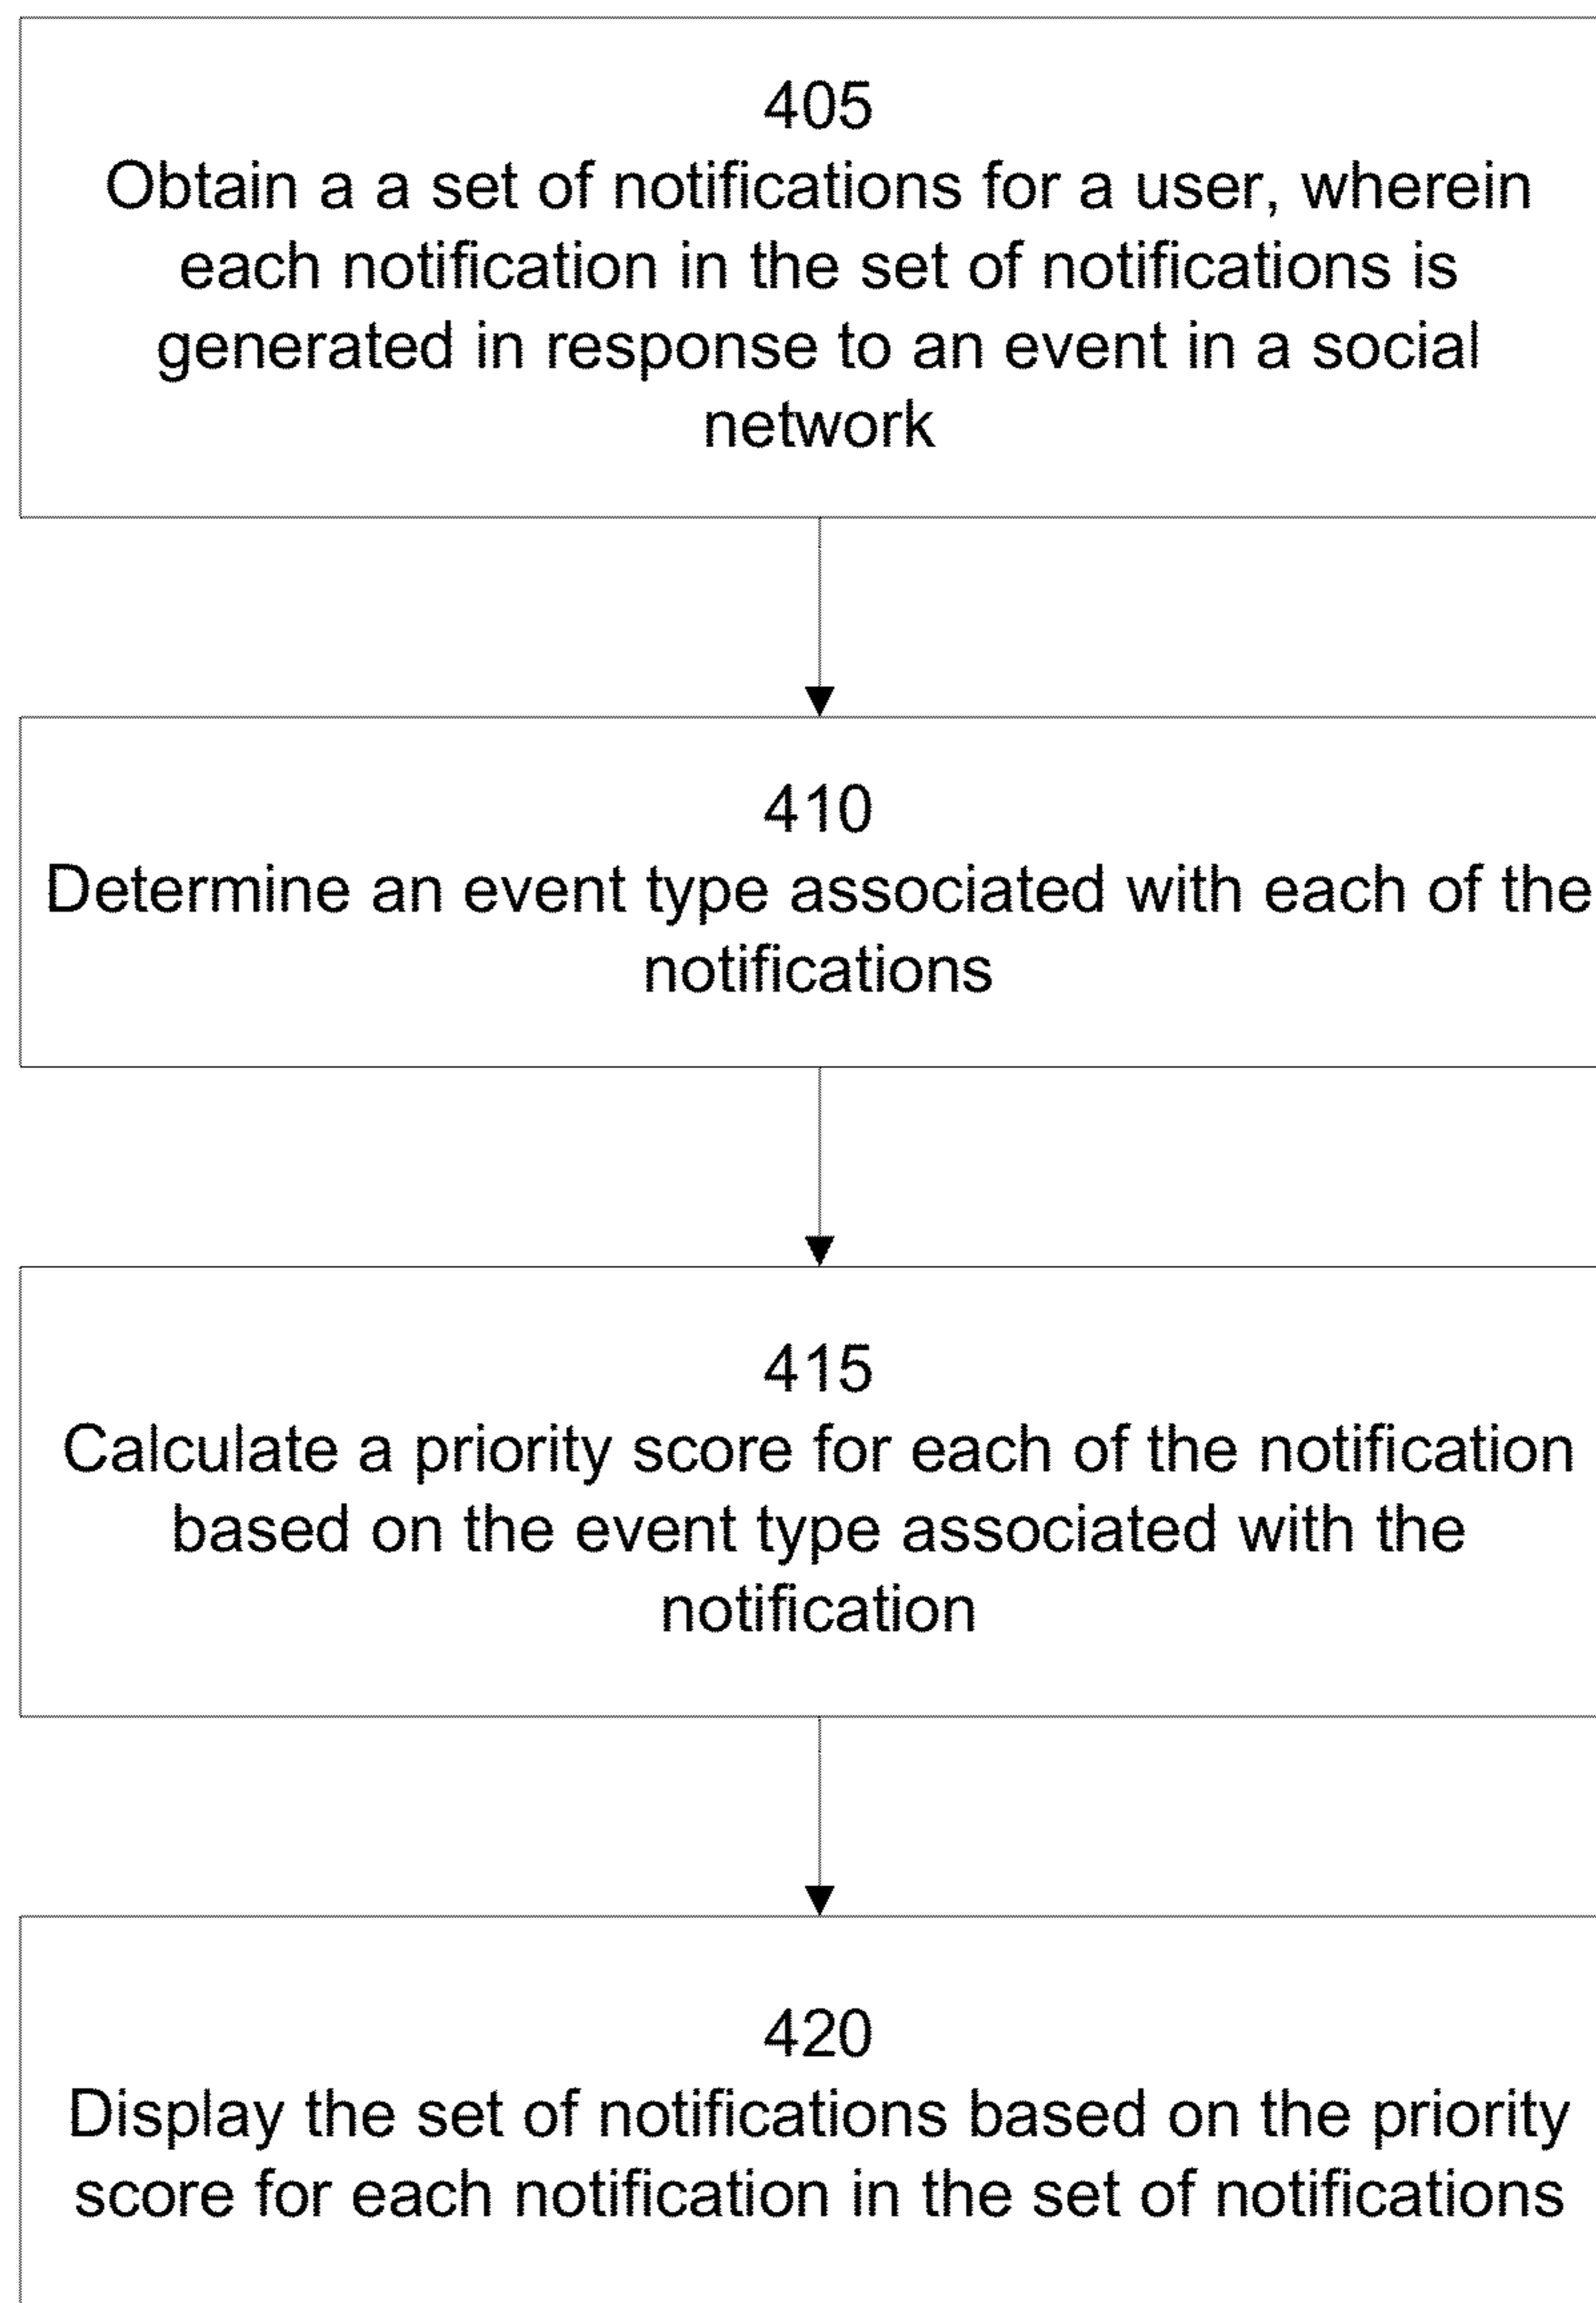 405
Obtain a a set of notifications for a user, wherein
each notification in the set of notifications is
generated in response to an event in a social
network
410
Determine an event type associated with each of the
notifications
415
Calculate a priority score for each of the notification
based on the event type associated with the
notification
420
Display the set of notifications based on the priority
score for each notification in the set of notifications